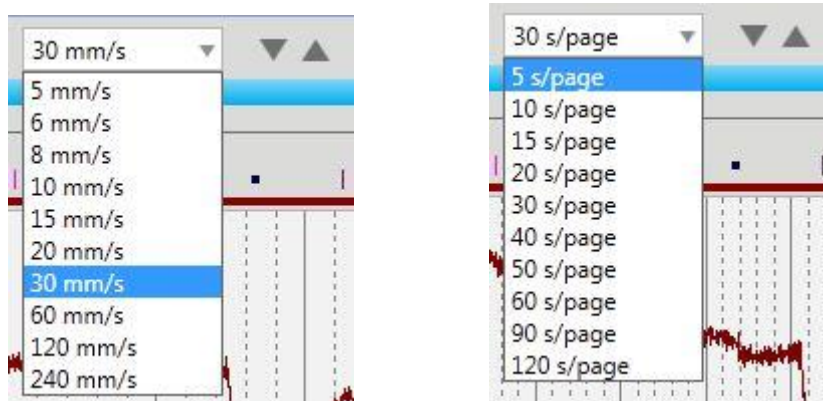 30 mm/s
5 mm/s
6 mm/s
8 mm/s
10 mm/s
15 mm/s
20 mm/s
30 mm/s
60 mm/s
120 mm/s
240 mm/s
30 s/page
5 s/page
10 s/page
15 s/page
20 s/page
30 s/page
40 s/page
50 s/page
60 s/page
90 s/page
120 s/page